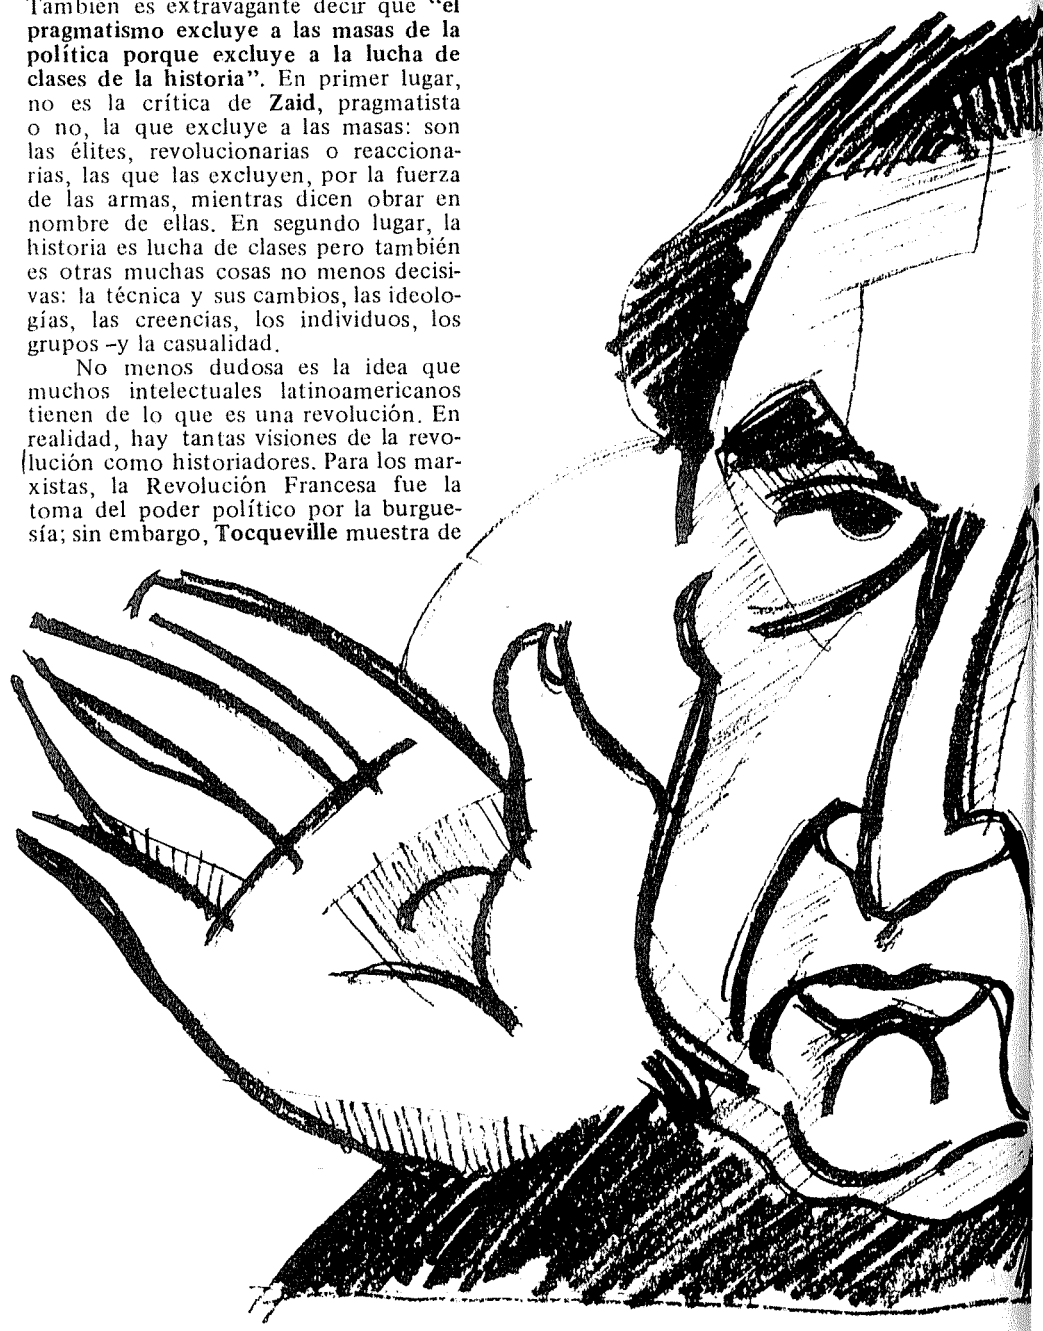 También es extravagante decir que "el
pragmatismo excluye a las masas de la
política porque excluye a la lucha de
clases de la historia". En primer lugar,
no es la crítica de Zaid, pragmatista
o no, la que excluye a las masas: son
las élites, revolucionarias o reacciona-
rias, las que las excluyen, por la fuerza
de las armas, mientras dicen obrar en
nombre de ellas. En segundo lugar, la
historia es lucha de clases pero también
es otras muchas cosas no menos decisi-
vas: la técnica y sus cambios, las ideolo-
gías, las creencias, los individuos, los
grupos -y la casualidad.
No menos dudosa es la idea que
muchos intelectuales latinoamericanos
tienen de lo que es una revolución. En
realidad, hay tantas visiones de la revo-
lución como historiadores. Para los mar-
xistas, la Revolución Francesa fue la
toma del poder político por la burgue-
sía; sin embargo, Tocqueville muestra de